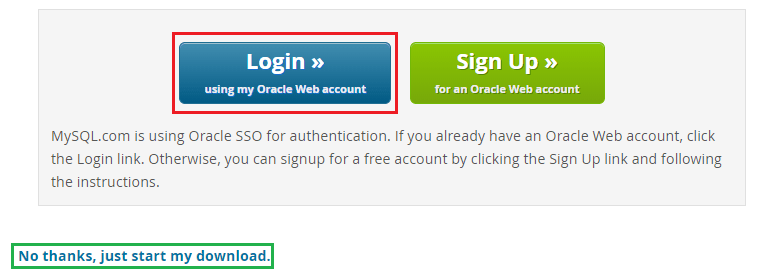 Login »
using my Oracle Web account
Sign Up »
for an Oracle Web account
MySQL.com is using Oracle SSO for authentication. If you already have an Oracle Web account, click
the Login link. Otherwise, you can signup for a free account by clicking the Sign Up link and following
the instructions.
No thanks, just start my download.